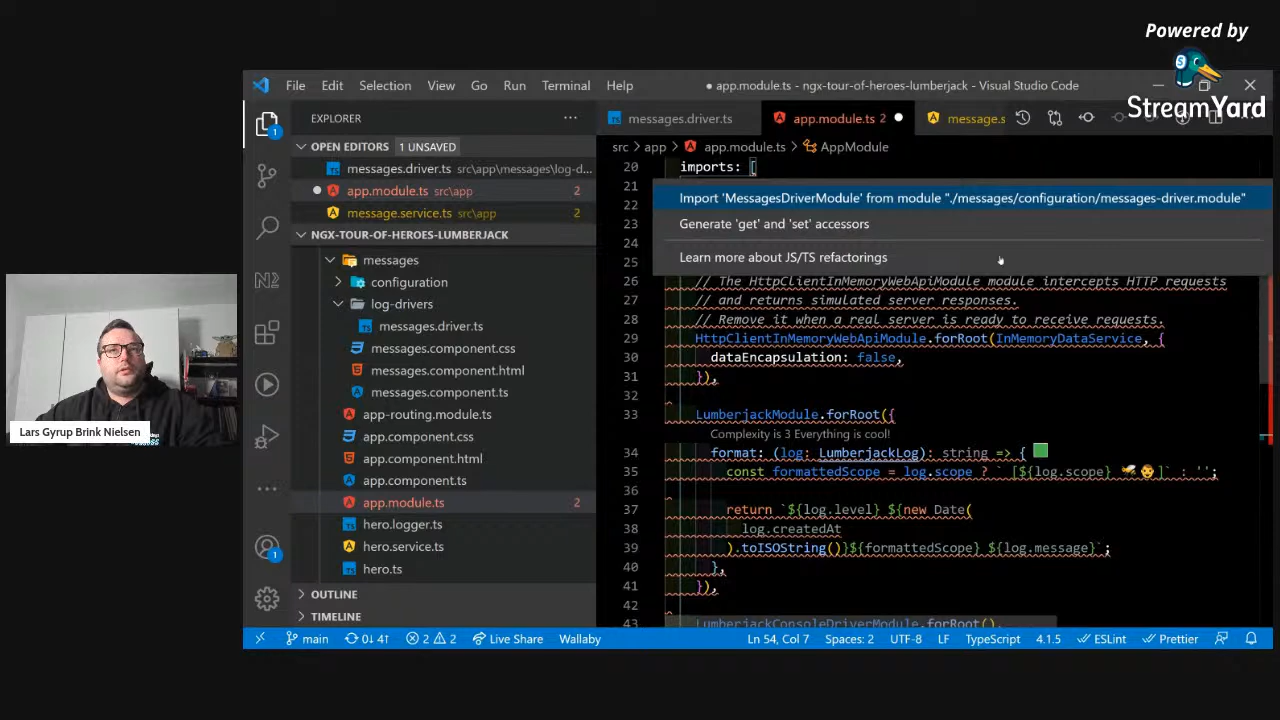 Powered by
StreamYard
File Edit Selection View Go Run Terminal Help
● app.module.ts - ngx-tour-of-heroes-lumberjack - Visual Studio Code
EXPLORER
OPEN EDITORS 1 UNSAVED
messages.driver.ts src\app\messages\log-d...
app.module.ts src\app 2
message.service.ts src\app 2
NGX-TOUR-OF-HEROES-LUMBERJACK
messages
configuration
log-drivers
messages.driver.ts
messages.component.css
messages.component.html
messages.component.ts
app-routing.module.ts
app.component.css
app.component.html
app.component.ts
app.module.ts 2
hero.logger.ts
hero.service.ts
hero.ts
OUTLINE
TIMELINE
messages.driver.ts
app.module.ts 2
message.s
src > app > app.module.ts > AppModule
20 imports: [
21
22
23
24
25
Import 'MessagesDriverModule' from module "./messages/configuration/messages-driver.module"
Generate 'get' and 'set' accessors
Learn more about JS/TS refactorings
26 // The HttpClientInMemoryWebApiModule module intercepts HTTP requests
27 // and returns simulated server responses.
28 // Remove it when a real server is ready to receive requests.
29 HttpClientInMemoryWebApiModule.forRoot(InMemoryDataService, {
30 dataEncapsulation: false,
31 }),
32
33 LumberjackModule.forRoot({
Complexity is 3 Everything is cool!
34 format: (log: LumberjackLog): string => {
35 const formattedScope = log.scope ? ` [${log.scope} 🐝👨]` : '';
36
37 return `${log.level} ${new Date(
38 log.createdAt
39 ).toISOString()}${formattedScope} ${log.message}`;
40 },
41 }),
42
43 LumberjackConsoleDriverModule.forRoot(),
Lars Gyrup Brink Nielsen
main 0↓ 4↑ 2 2 Live Share Wallaby Ln 54, Col 7 Spaces: 2 UTF-8 LF TypeScript 4.1.5 ESLint Prettier